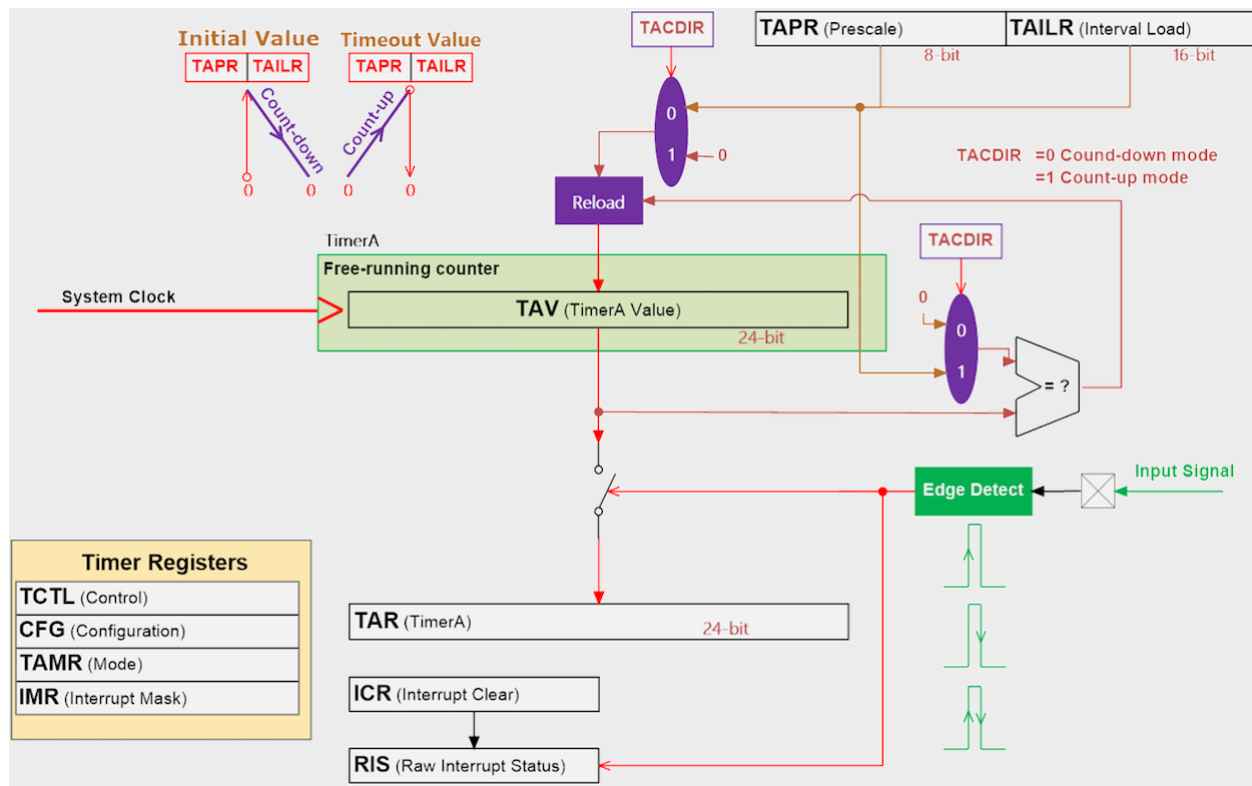 Initial Value
TAPR TAILR
Count-down
0 0
Timeout Value
TAPR TAILR
Count-up
0 0
TACDIR
TAPR (Prescale)
8-bit
TAILR (Interval Load)
16-bit
0
1
0
Reload
TACDIR =0 Cound-down mode
=1 Count-up mode
TimerA
Free-running counter
System Clock
TAV (TimerA Value)
24-bit
TACDIR
0
0
1
= ?
Edge Detect
Input Signal
Timer Registers
TCTL (Control)
CFG (Configuration)
TAMR (Mode)
IMR (Interrupt Mask)
TAR (TimerA)
24-bit
ICR (Interrupt Clear)
RIS (Raw Interrupt Status)